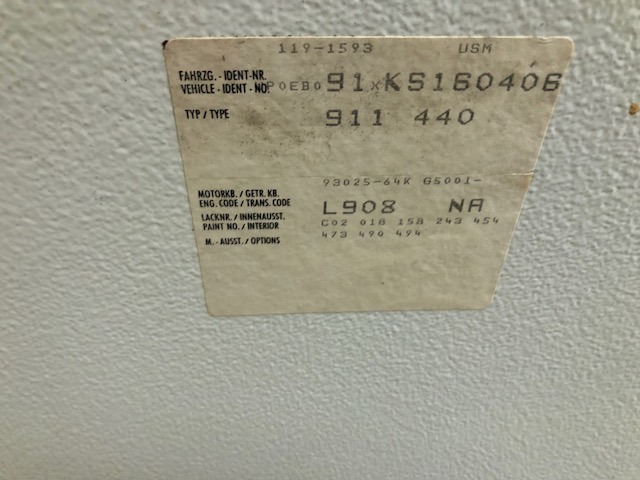 119-1593 USM
FAHRZG. - IDENT-NR.
VEHICLE - IDENT - NO. POEBO 91 x KS160406
TYP / TYPE 911 440
93025-64K G5001-
MOTORKB. / GETR. KB.
ENG. CODE / TRANS. CODE
L908 NA
LACKNR. / INNENAUSST.
PAINT NO. / INTERIOR
C02 018 158 243 454
M. - AUSST. / OPTIONS
473 490 494